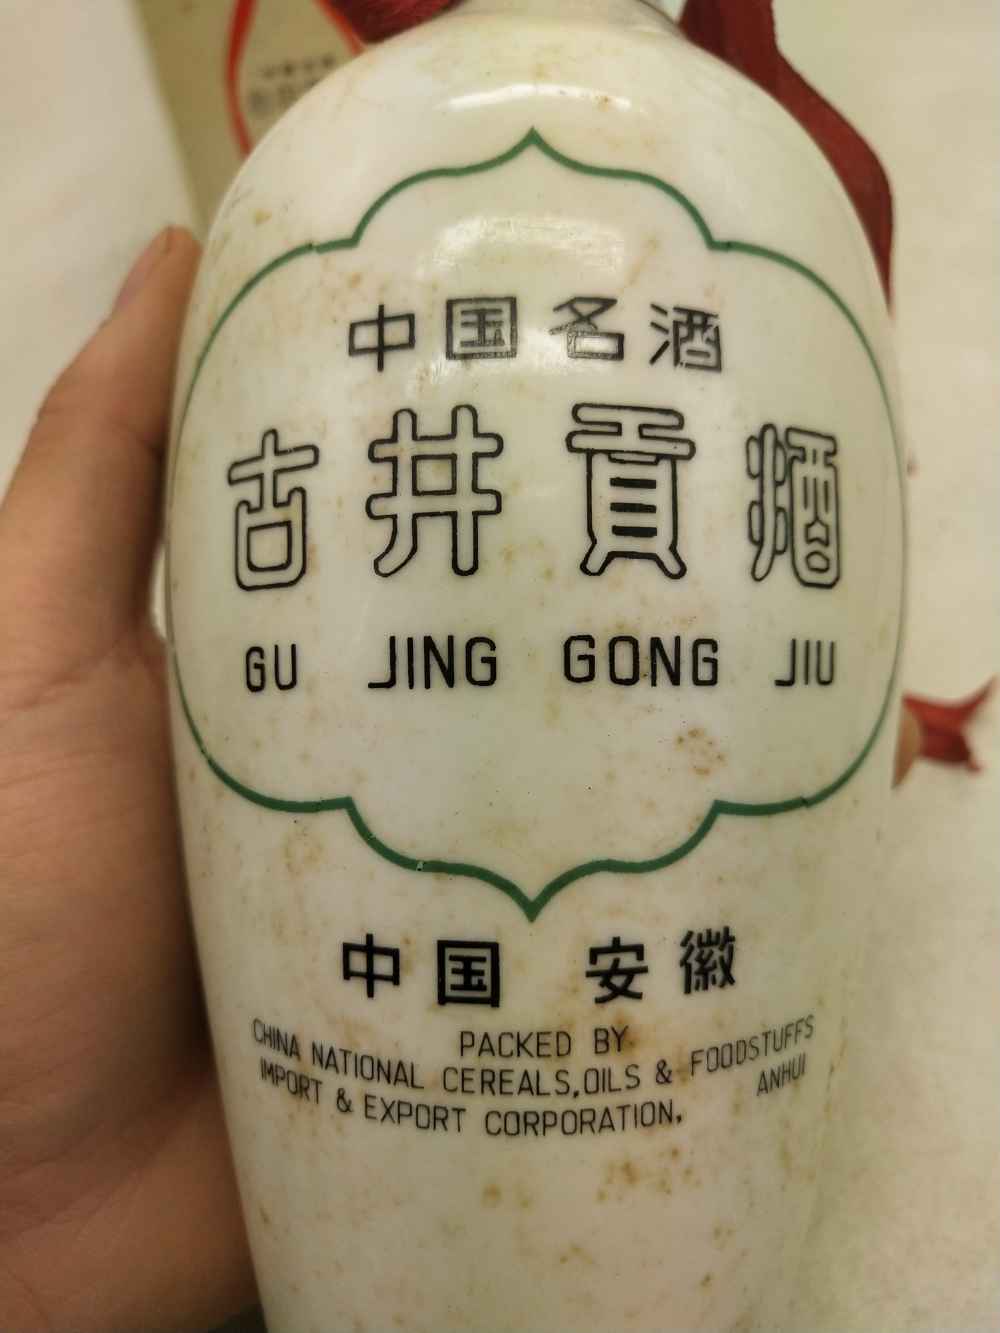 中国名酒
古井貢酒
GU JING GONG JIU
中国 安徽
PACKED BY
CHINA NATIONAL CEREALS,OILS & FOODSTUFFS
IMPORT & EXPORT CORPORATION, ANHUI